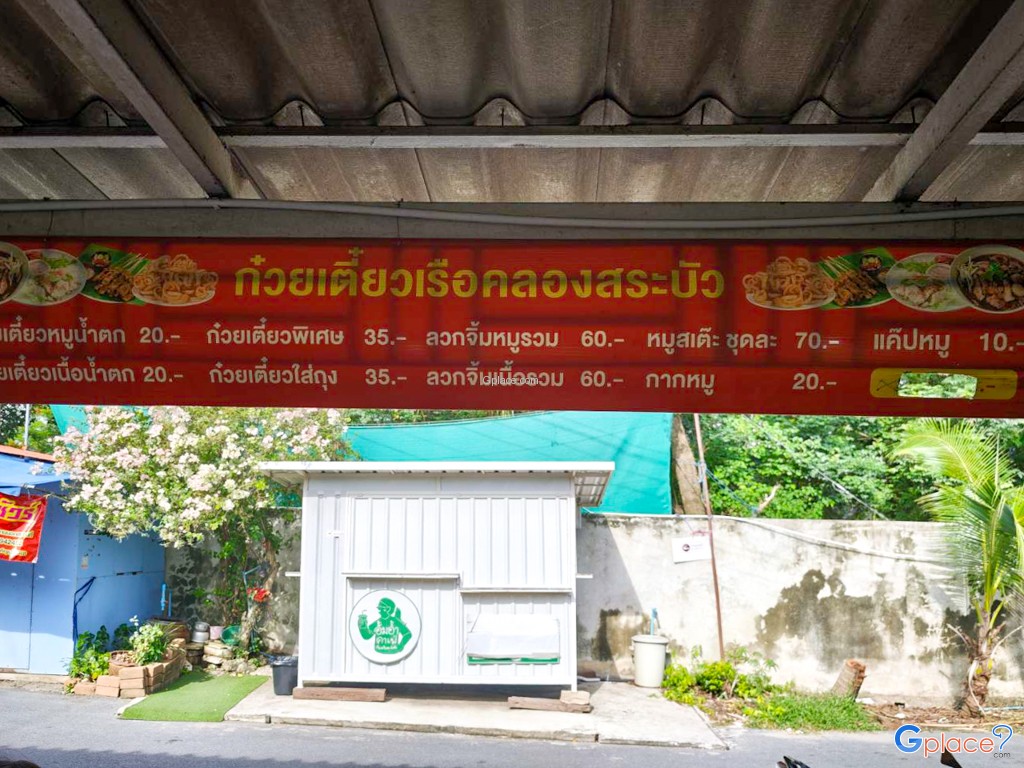 ก๋วยเตี๋ยวเรือคลองสระบัว
เตี๋ยวหมูน้ำตก 20.- ก๋วยเตี๋ยวพิเศษ 35.- ลวกจิ้มหมูรวม 60.- หมูสเต๊ะ ชุดละ 70.- แค๊ปหมู 10.-
ยเตี๋ยวเนื้อน้ำตก 20.- ก๋วยเตี๋ยวใส่ถุง 35.- ลวกจิ้มเนื้อรวม 60.- กากหมู 20.-
Gplace.com
Gplace
.com